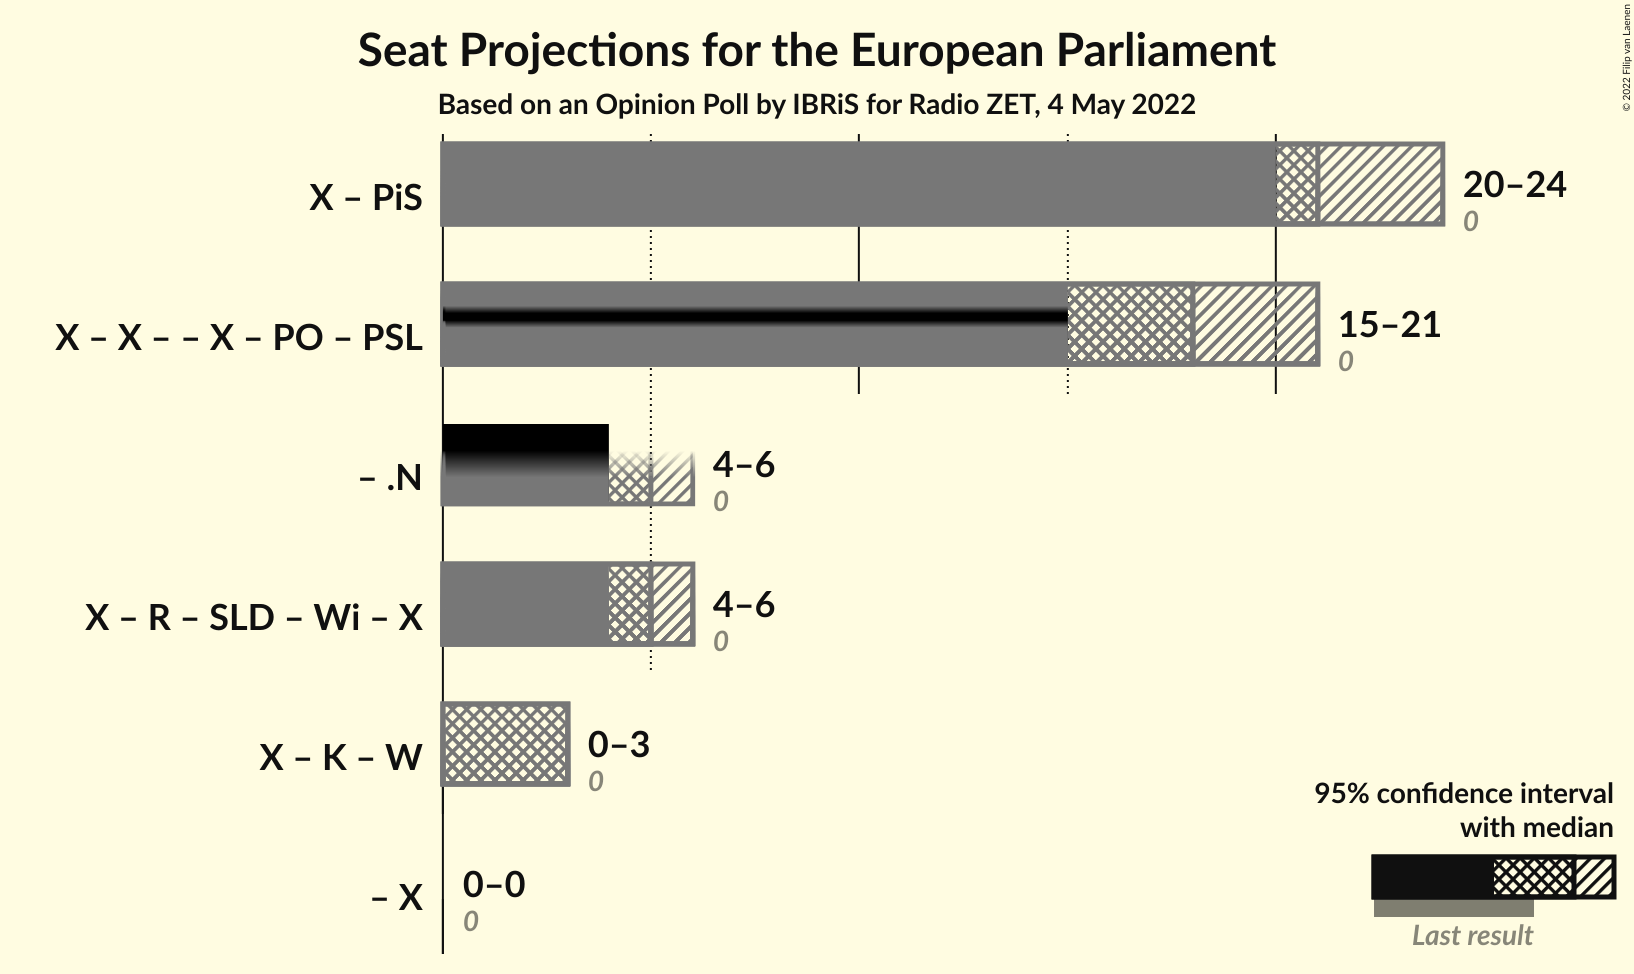 Seat Projections for the European Parliament
Based on an Opinion Poll by IBRiS for Radio ZET, 4 May 2022
© 2022 Filip van Laenen
X – PiS
20–24
0
X – X – – X – PO – PSL
15–21
0
– .N
4–6
0
X – R – SLD – Wi – X
4–6
0
X – K – W
0–3
0
– X
0–0
0
95% confidence interval
with median
Last result